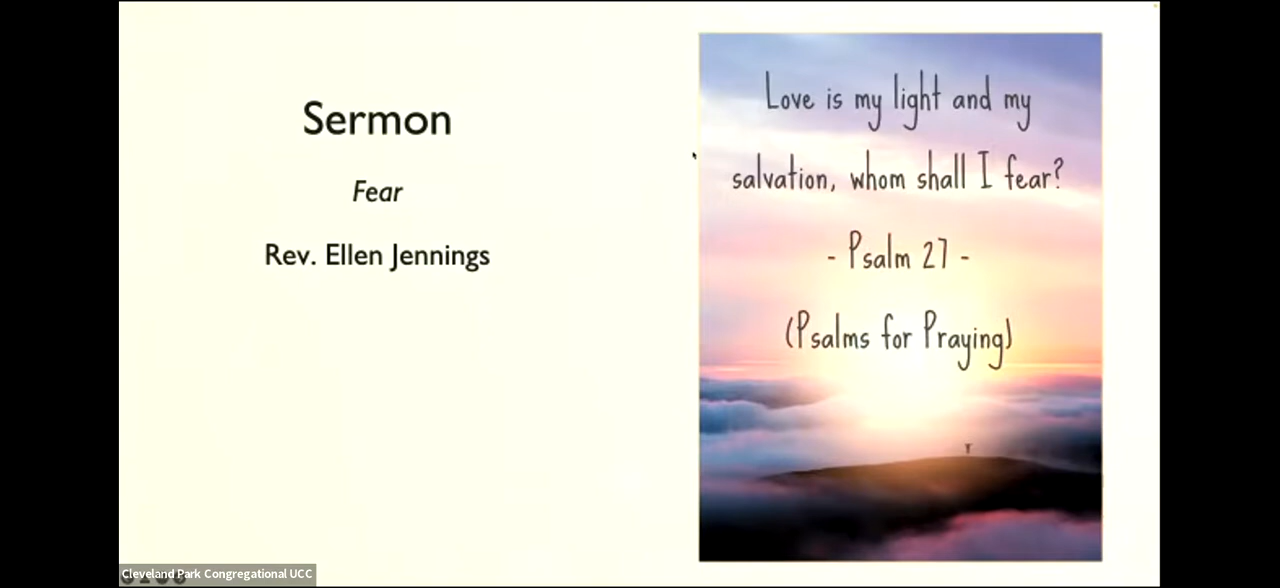 Sermon
Fear
Rev. Ellen Jennings
Love is my light and my
salvation, whom shall I fear?
- Psalm 27 -
(Psalms for Praying)
Cleveland Park Congregational UCC